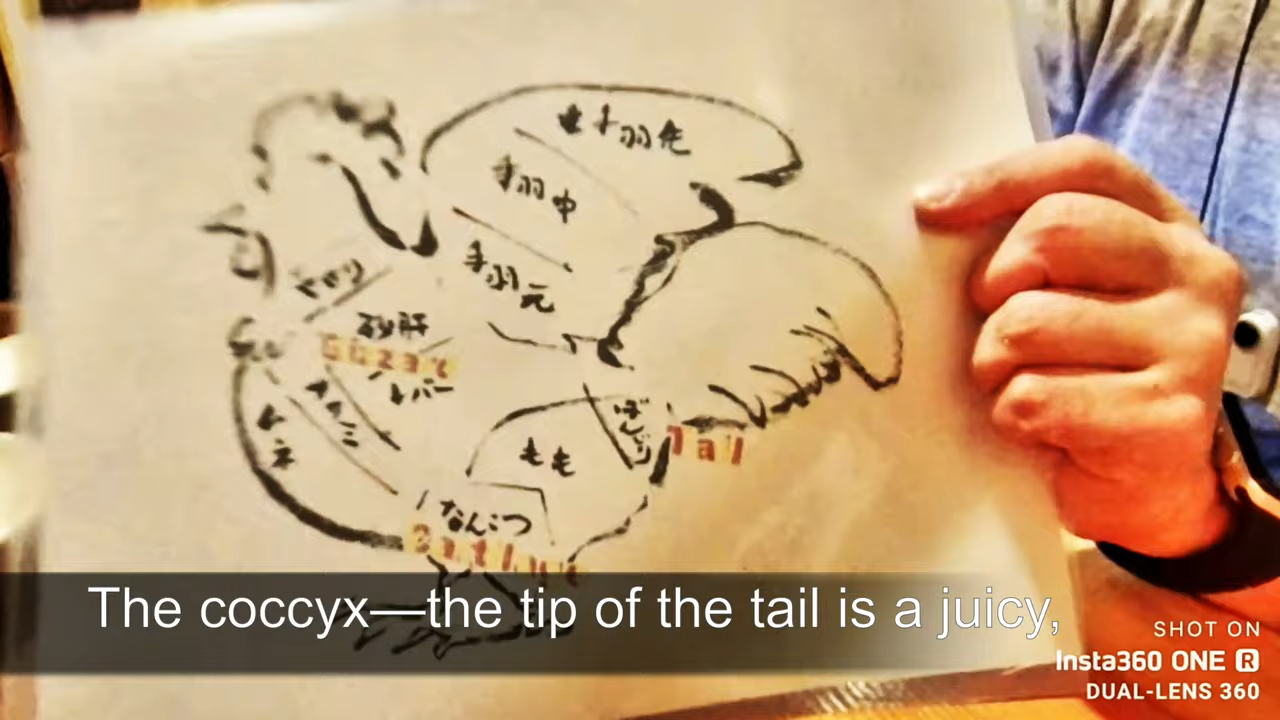 手羽先
手羽中
手羽元
砂肝
レバー
ササミ
ムネ
もも
ぼんじり
Tail
なんこつ
The coccyx—the tip of the tail is a juicy,
SHOT ON
Insta360 ONE R
DUAL-LENS 360